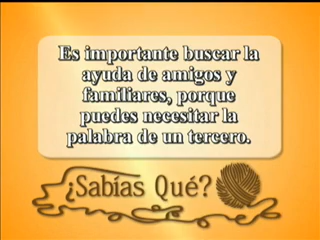 Es importante buscar la
ayuda de amigos y
familiares, porque
puedes necesitar la
palabra de un tercero.
¿Sabías Qué?